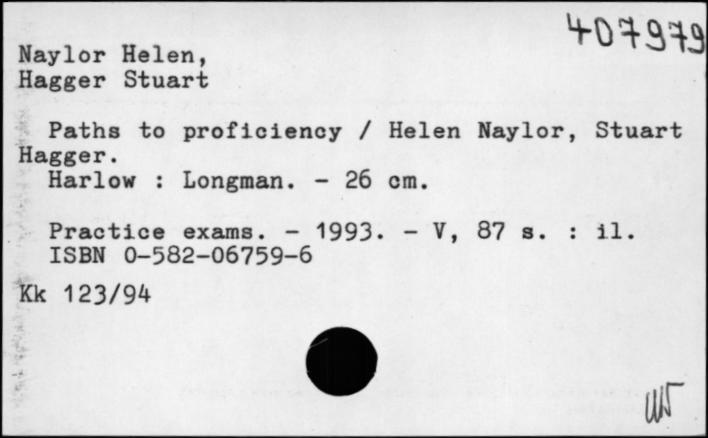 407979
Naylor Helen,
Hagger Stuart
Paths to proficiency / Helen Naylor, Stuart
Hagger.
Harlow : Longman. - 26 cm.
Practice exams. - 1993. - V, 87 s. : il.
ISBN 0-582-06759-6
Kk 123/94